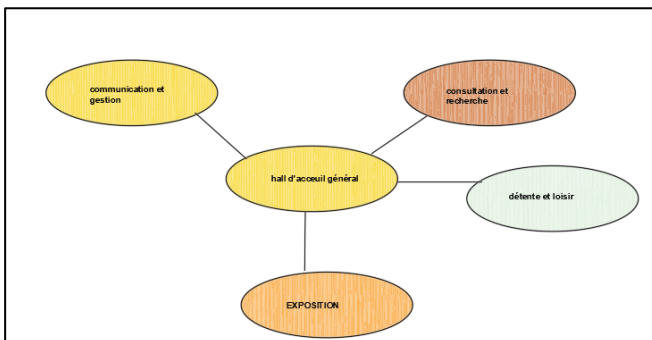 communication et
gestion
consultation et
recherche
hall d'acceuil général
détente et loisir
EXPOSITION